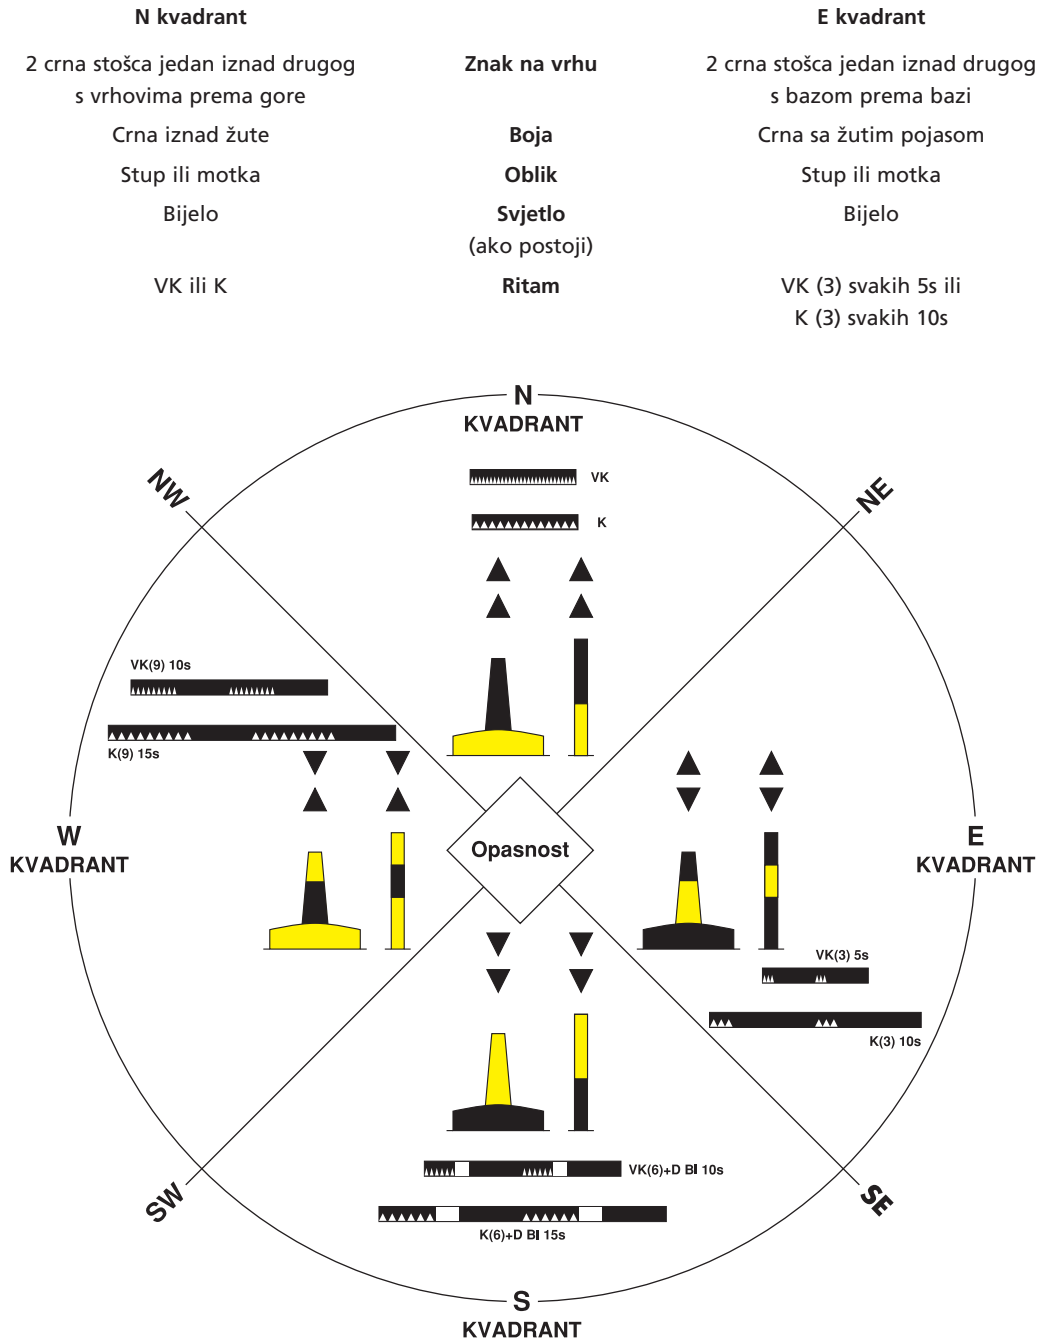 N kvadrant
E kvadrant
2 crna stošca jedan iznad drugog
s vrhovima prema gore
Znak na vrhu
2 crna stošca jedan iznad drugog
s bazom prema bazi
Crna iznad žute
Boja
Crna sa žutim pojasom
Stup ili motka
Oblik
Stup ili motka
Bijelo
Svjetlo
(ako postoji)
Bijelo
VK ili K
Ritam
VK (3) svakih 5s ili
K (3) svakih 10s
N
KVADRANT
NW
NE
VK
K
VK(9) 10s
K(9) 15s
W
KVADRANT
Opasnost
E
KVADRANT
VK(3) 5s
K(3) 10s
VK(6)+D Bl 10s
K(6)+D Bl 15s
SW
SE
S
KVADRANT